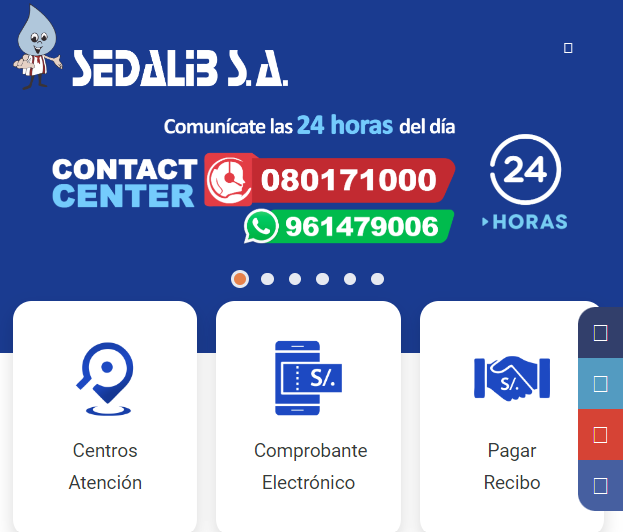 SEDALIB S.A.
Comunícate las 24 horas del día
CONTACT
CENTER
080171000
961479006
24
HORAS
S/.
S/.
Centros
Atención
Comprobante
Electrónico
Pagar
Recibo